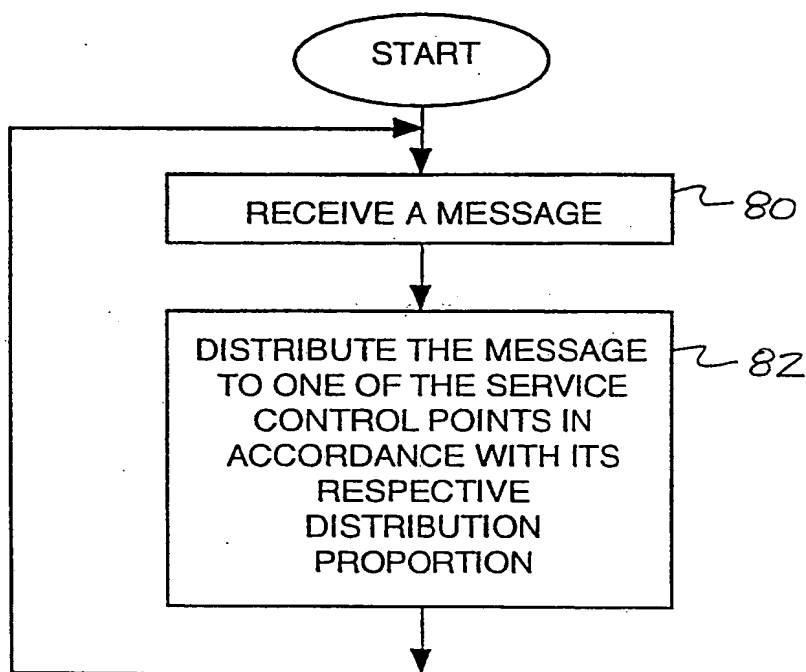 START
RECEIVE A MESSAGE
80
DISTRIBUTE THE MESSAGE
TO ONE OF THE SERVICE
CONTROL POINTS IN
ACCORDANCE WITH ITS
RESPECTIVE
DISTRIBUTION
PROPORTION
82